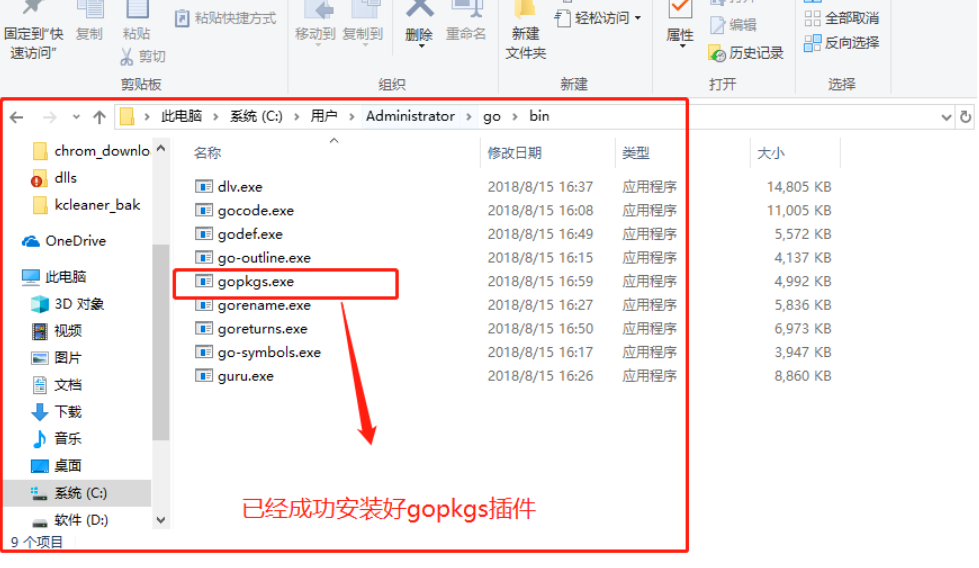 固定到"快
速访问"
复制
粘贴
粘贴快捷方式
剪切
剪贴板
移动到
复制到
删除
重命名
组织
新建
文件夹
轻松访问
新建
属性
打开
编辑
历史记录
打开
全部取消
反向选择
选择
此电脑 › 系统 (C:) › 用户 › Administrator › go › bin
chrom_downlo
dlls
kcleaner_bak
OneDrive
此电脑
3D 对象
视频
图片
文档
下载
音乐
桌面
系统 (C:)
软件 (D:)
名称 修改日期 类型 大小
dlv.exe 2018/8/15 16:37 应用程序 14,805 KB
gocode.exe 2018/8/15 16:08 应用程序 11,005 KB
godef.exe 2018/8/15 16:49 应用程序 5,572 KB
go-outline.exe 2018/8/15 16:15 应用程序 4,137 KB
gopkgs.exe 2018/8/15 16:59 应用程序 4,992 KB
gorename.exe 2018/8/15 16:27 应用程序 5,836 KB
goreturns.exe 2018/8/15 16:50 应用程序 6,973 KB
go-symbols.exe 2018/8/15 16:17 应用程序 3,947 KB
guru.exe 2018/8/15 16:26 应用程序 8,860 KB
已经成功安装好gopkgs插件
9 个项目